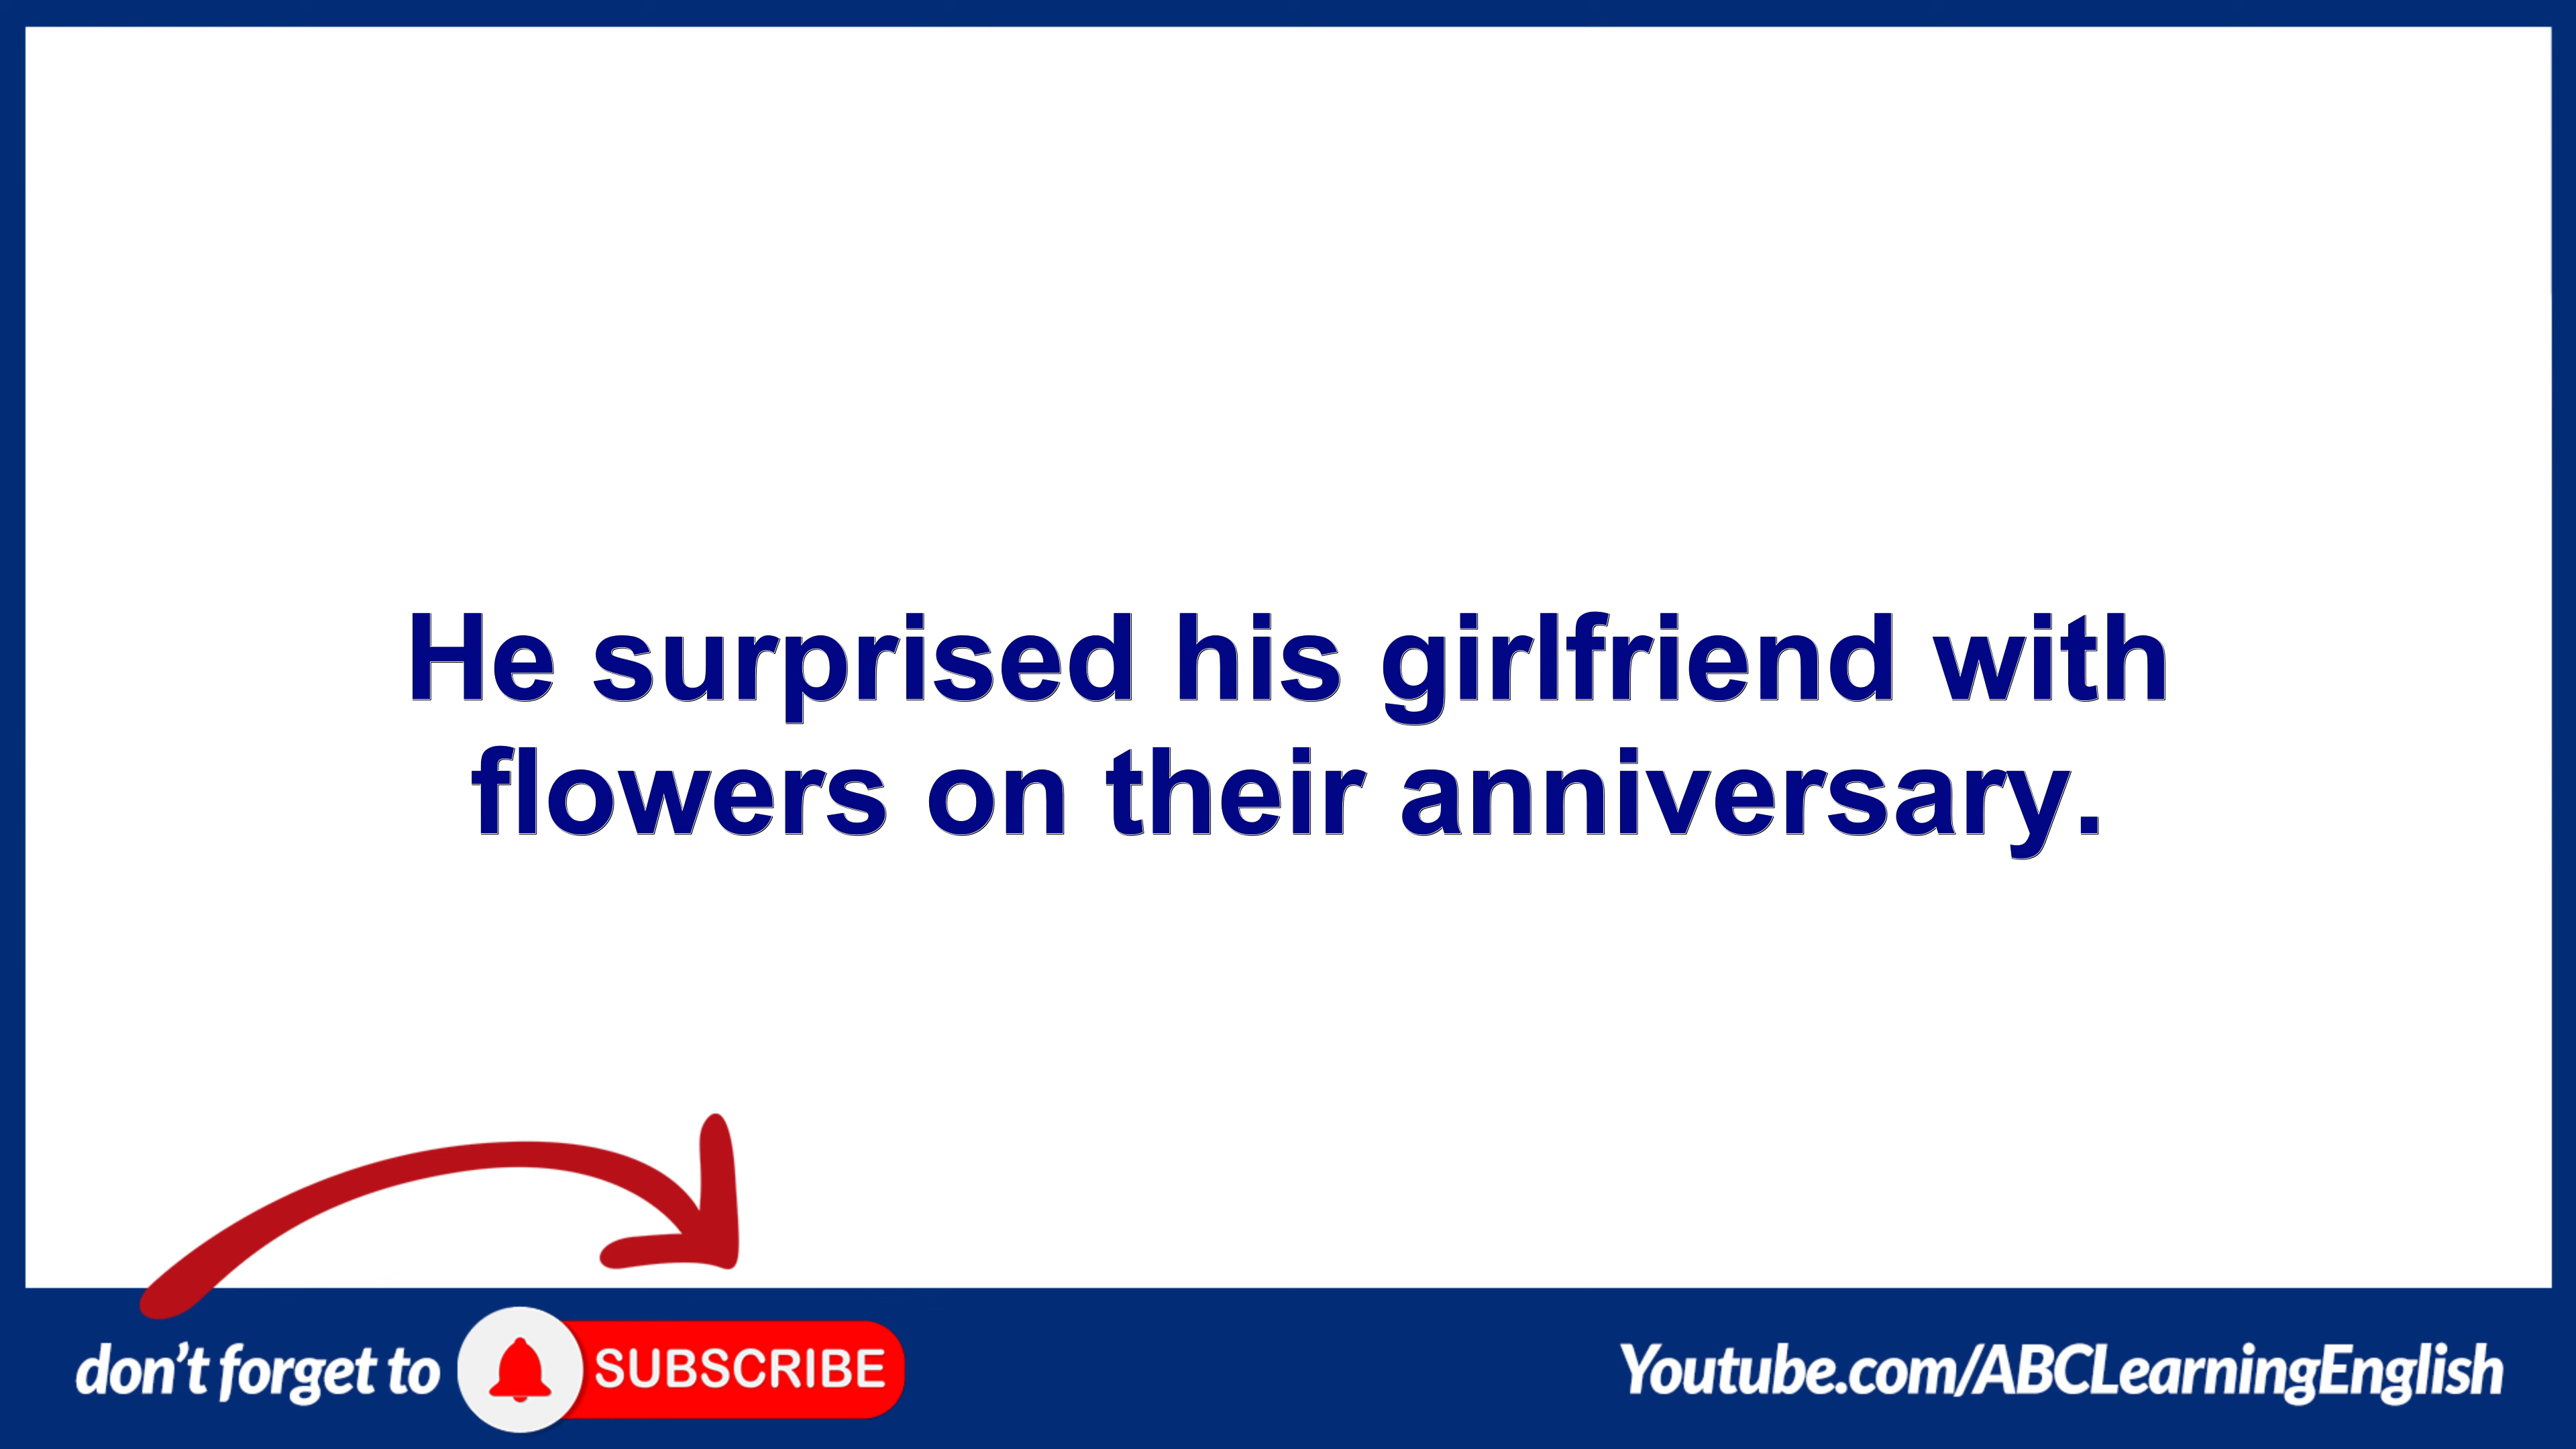 He surprised his girlfriend with
flowers on their anniversary.
don't forget to SUBSCRIBE
Youtube.com/ABCLearningEnglish